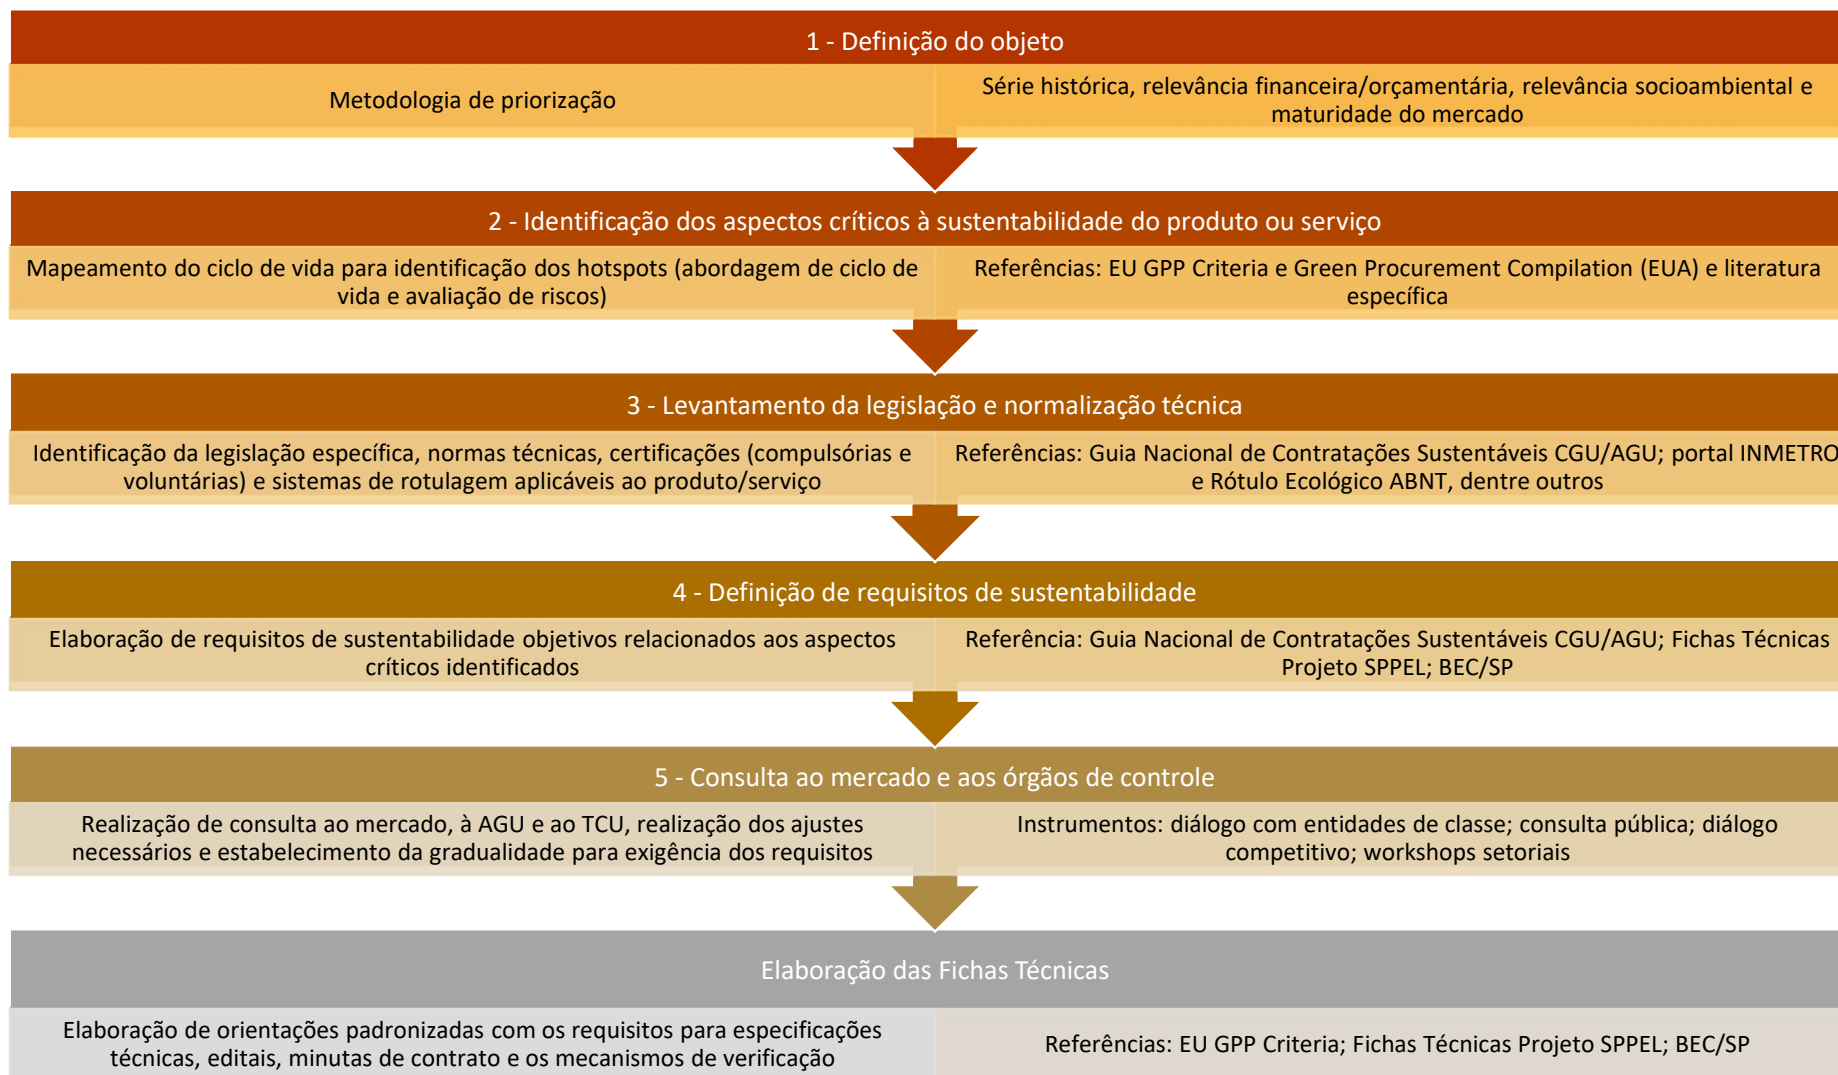 1 - Definição do objeto
Metodologia de priorização
Série histórica, relevância financeira/orçamentária, relevância socioambiental e
maturidade do mercado
2 - Identificação dos aspectos críticos à sustentabilidade do produto ou serviço
Mapeamento do ciclo de vida para identificação dos hotspots (abordagem de ciclo de
vida e avaliação de riscos)
Referências: EU GPP Criteria e Green Procurement Compilation (EUA) e literatura
específica
3 - Levantamento da legislação e normalização técnica
Identificação da legislação específica, normas técnicas, certificações (compulsórias e
voluntárias) e sistemas de rotulagem aplicáveis ao produto/serviço
Referências: Guia Nacional de Contratações Sustentáveis CGU/AGU; portal INMETRO
e Rótulo Ecológico ABNT, dentre outros
4 - Definição de requisitos de sustentabilidade
Elaboração de requisitos de sustentabilidade objetivos relacionados aos aspectos
críticos identificados
Referência: Guia Nacional de Contratações Sustentáveis CGU/AGU; Fichas Técnicas
Projeto SPPEL; BEC/SP
5 - Consulta ao mercado e aos órgãos de controle
Realização de consulta ao mercado, à AGU e ao TCU, realização dos ajustes
necessários e estabelecimento da gradualidade para exigência dos requisitos
Instrumentos: diálogo com entidades de classe; consulta pública; diálogo
competitivo; workshops setoriais
Elaboração das Fichas Técnicas
Elaboração de orientações padronizadas com os requisitos para especificações
técnicas, editais, minutas de contrato e os mecanismos de verificação
Referências: EU GPP Criteria; Fichas Técnicas Projeto SPPEL; BEC/SP